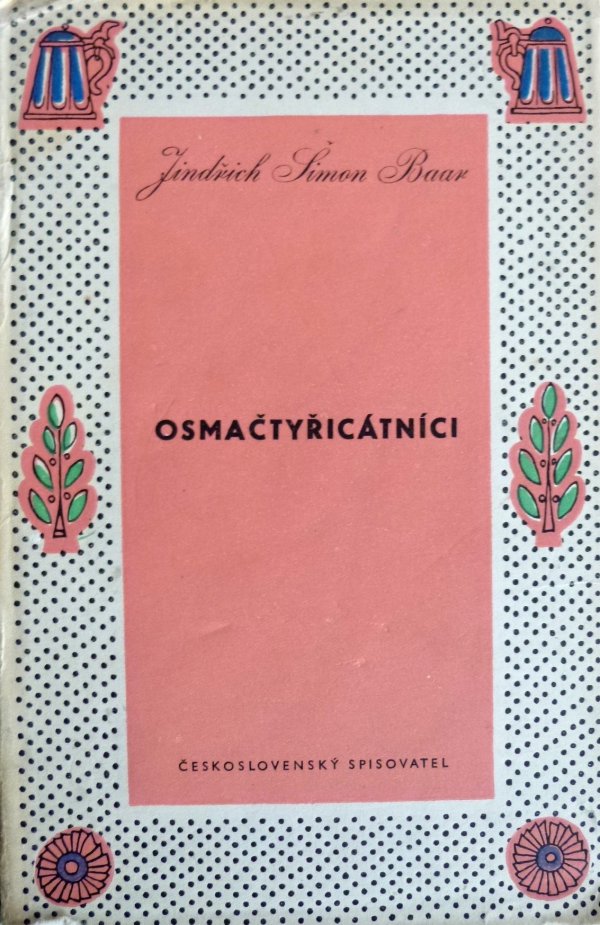 Jindřich Šimon Baar
OSMAČTYŘICÁTNÍCI
ČESKOSLOVENSKÝ SPISOVATEL